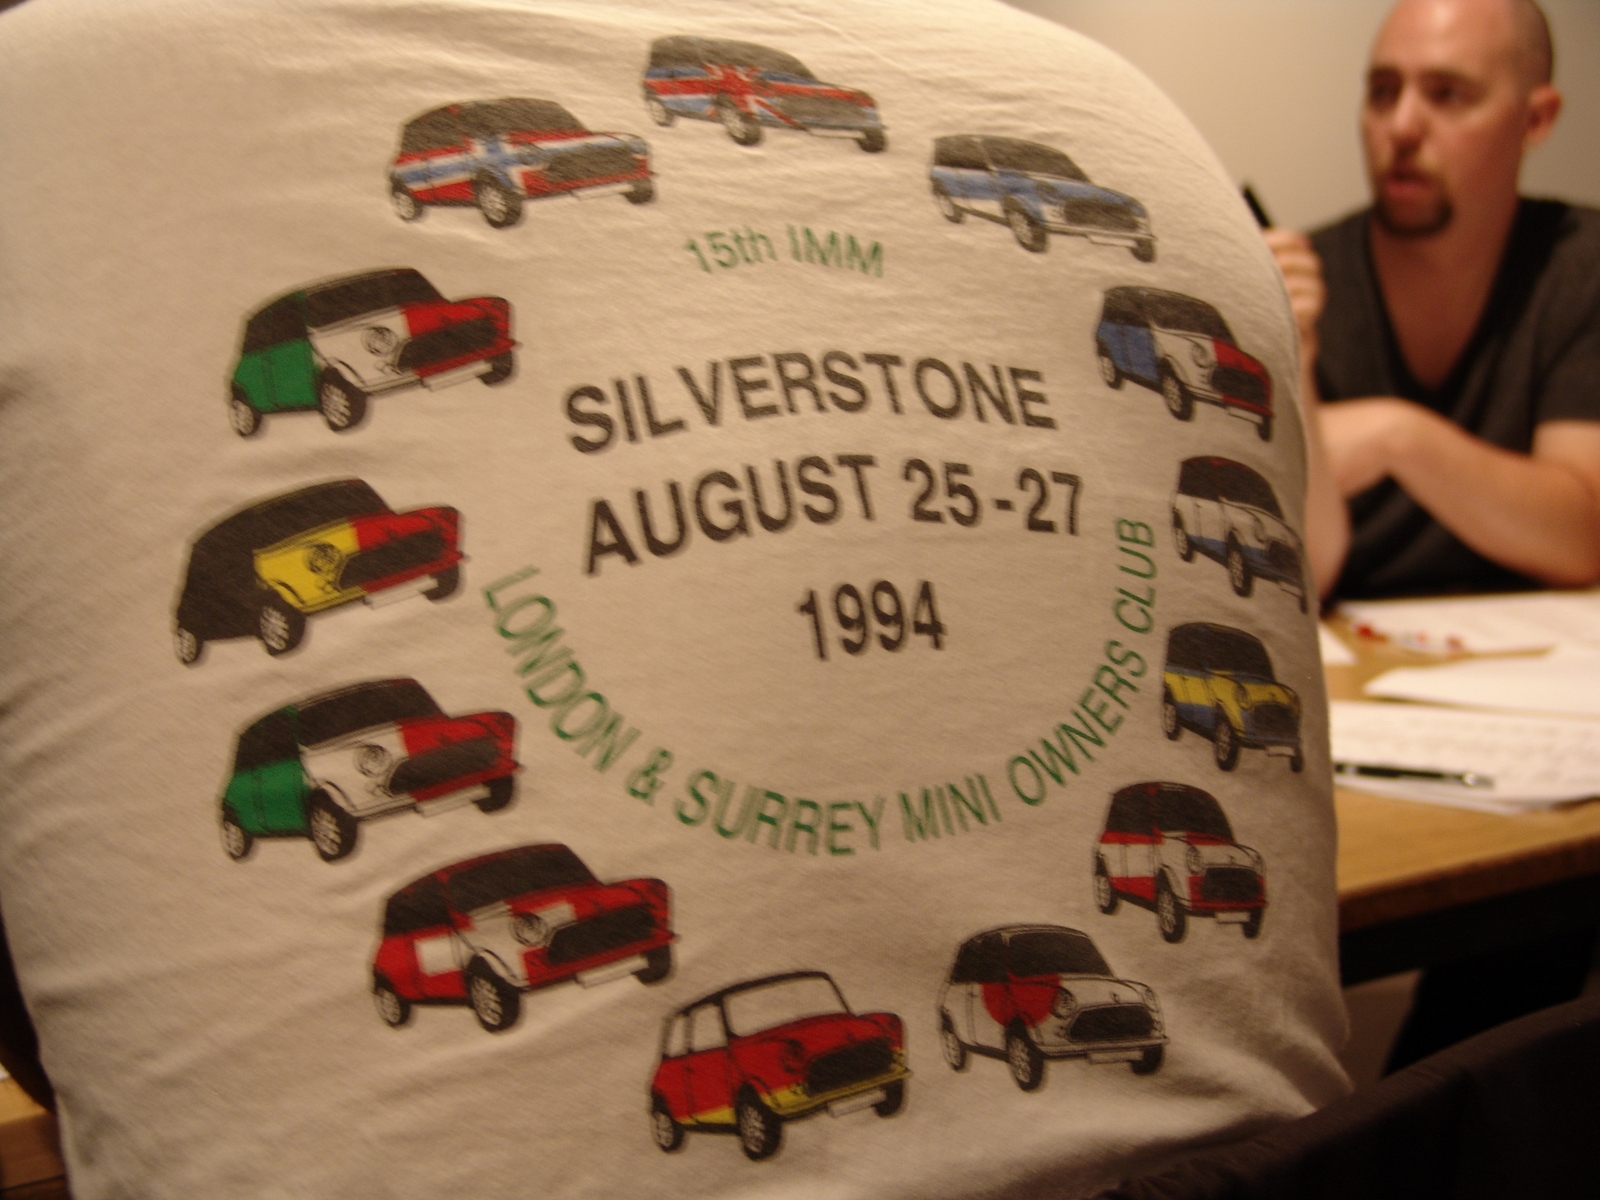 15th IMM
SILVERSTONE
AUGUST 25-27
1994
LONDON & SURREY MINI OWNERS CLUB